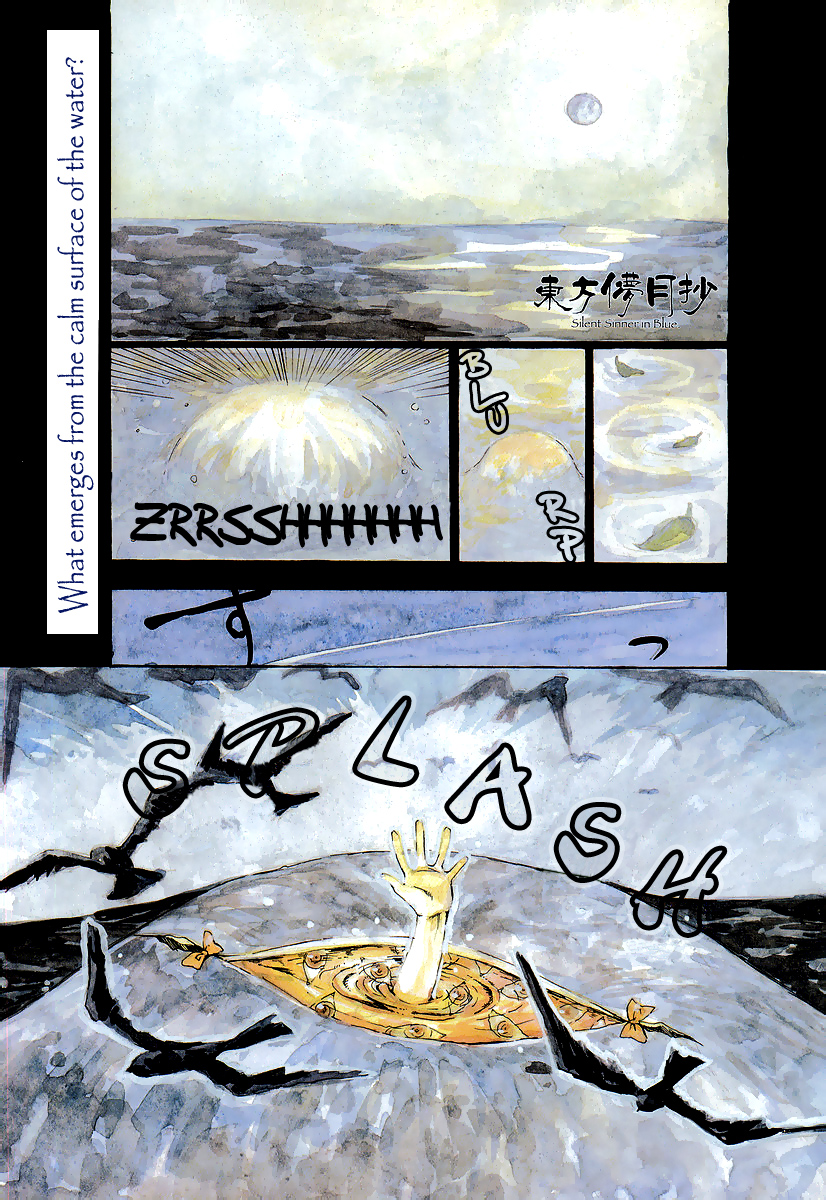 What emerges from the calm surface of the water?
東方儚月抄
Silent Sinner in Blue
BLU
RP
ZRRSSHHHHHHH
すっ
SPLASH